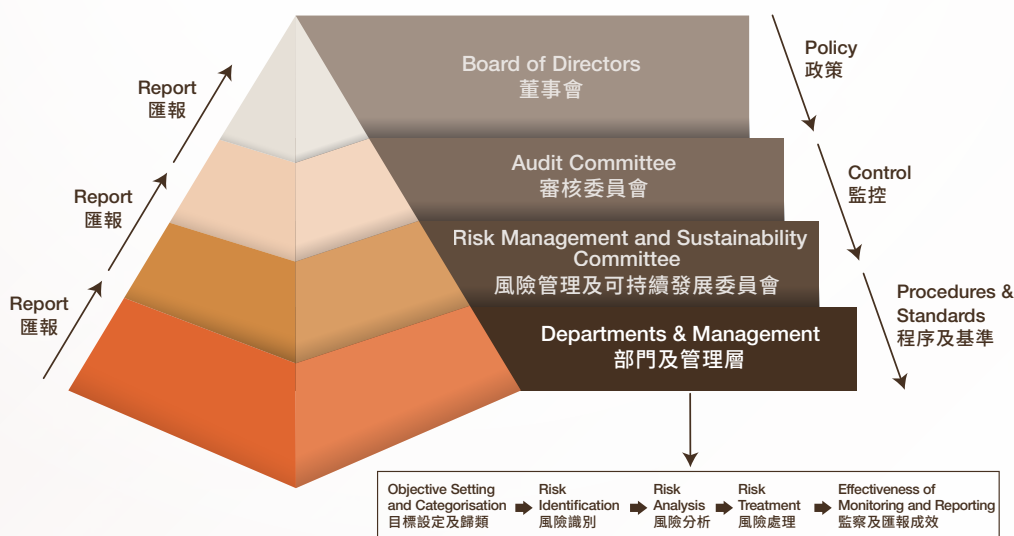 Board of Directors
董事會
Audit Committee
審核委員會
Risk Management and Sustainability
Committee
風險管理及可持續發展委員會
Departments & Management
部門及管理層
Report
匯報
Report
匯報
Report
匯報
Policy
政策
Control
監控
Procedures &
Standards
程序及基準
Objective Setting
and Categorisation
目標設定及歸類
Risk
Identification
風險識別
Risk
Analysis
風險分析
Risk
Treatment
風險處理
Effectiveness of
Monitoring and Reporting
監察及匯報成效